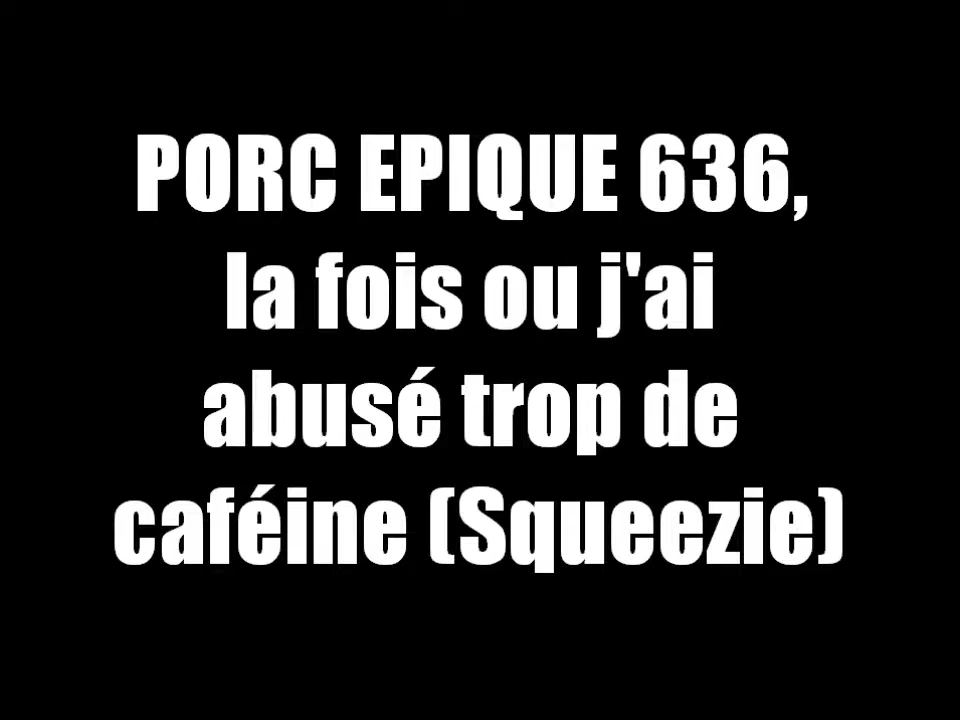 PORC EPIQUE 636,
la fois ou j'ai
abusé trop de
caféine (Squeezie)